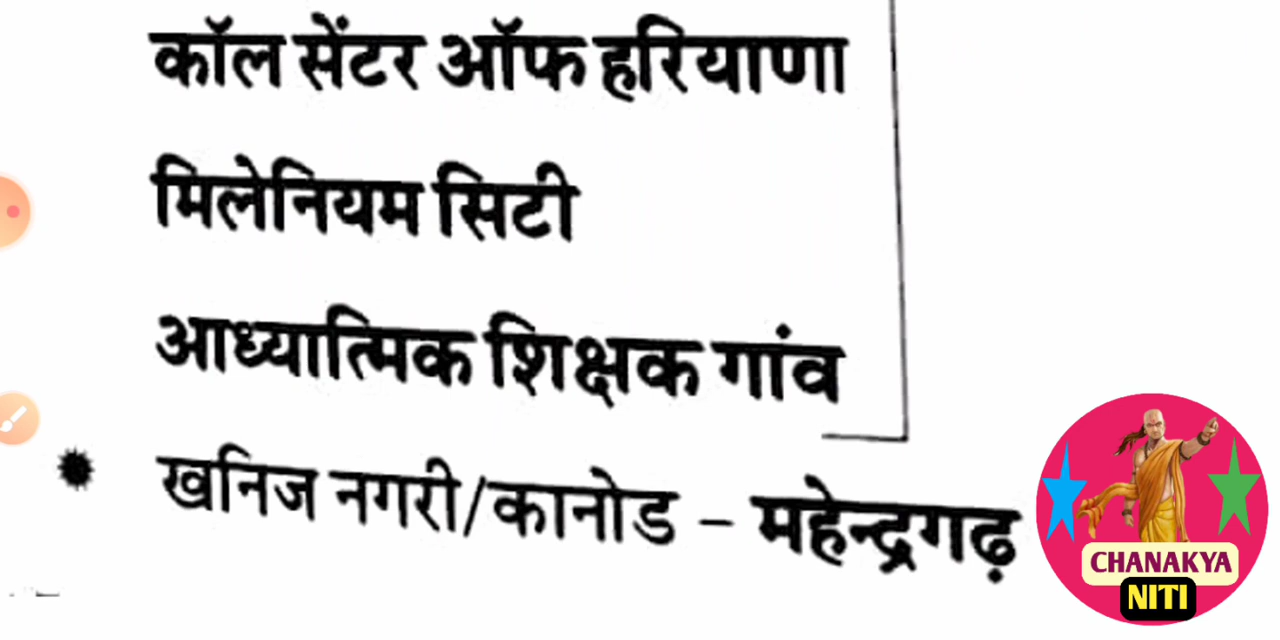 कॉल सेंटर ऑफ हरियाणा
मिलेनियम सिटी
आध्यात्मिक शिक्षक गांव
खनिज नगरी/कानोड - महेन्द्रगढ़
CHANAKYA
NITI